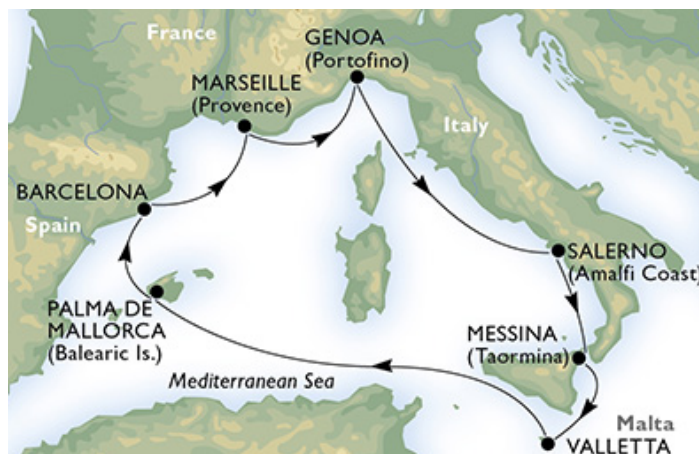 France
GENOA
(Portofino)
MARSEILLE
(Provence)
Italy
BARCELONA
Spain
SALERNO
(Amalfi Coast)
PALMA DE
MALLORCA
(Balearic Is.)
MESSINA
(Taormina)
Mediterranean Sea
Malta
VALLETTA